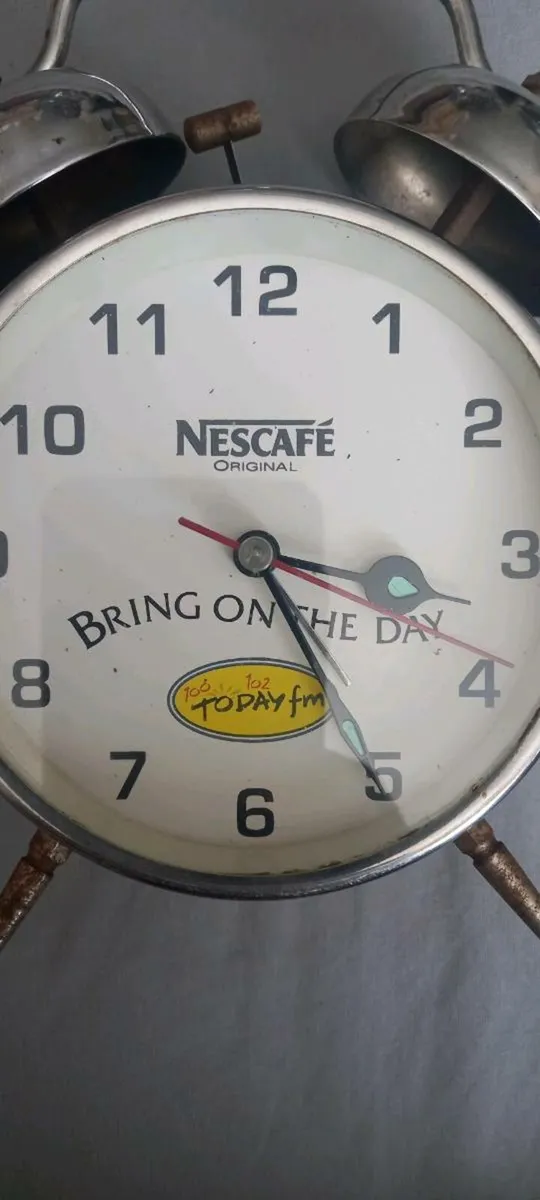 12
11 1
10 2
NESCAFÉ
ORIGINAL
3
BRING ON THE DAY
100 102
TODAY fm
8 4
7 5
6